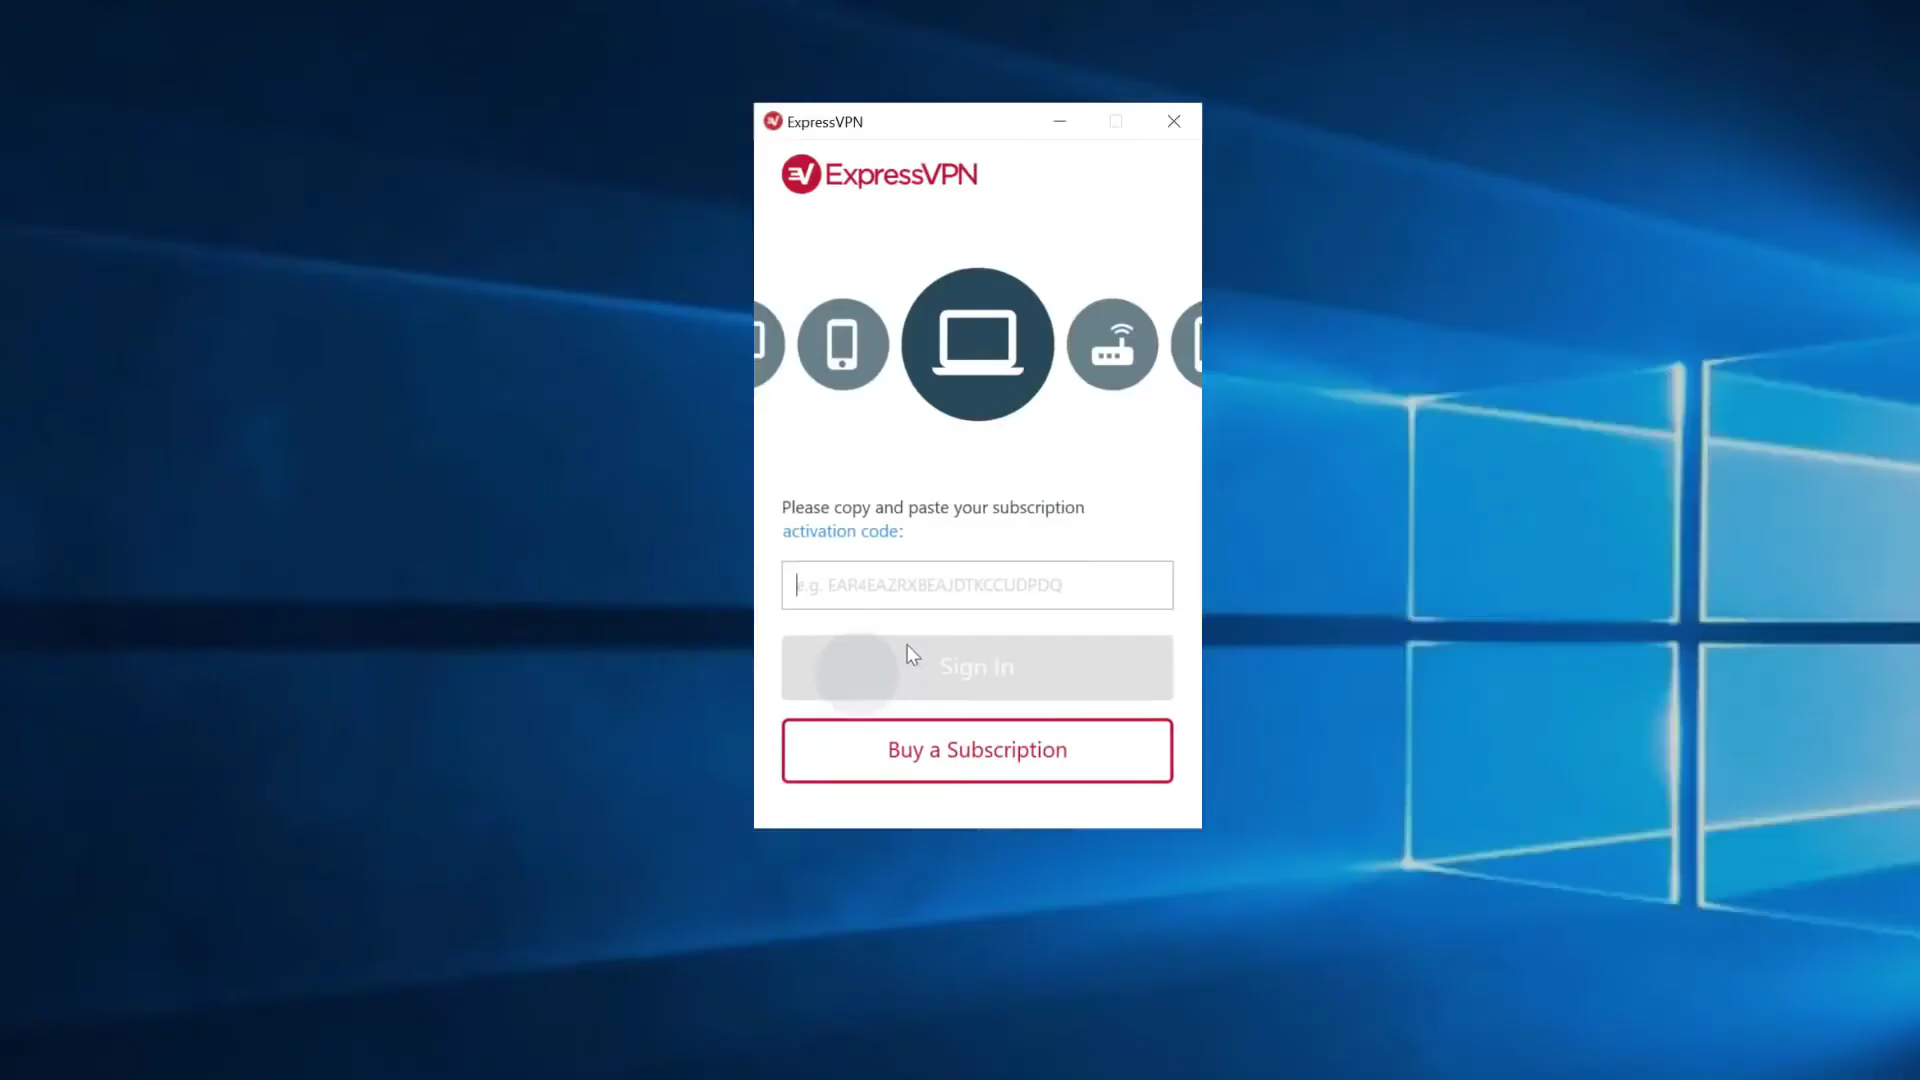 ExpressVPN
ExpressVPN
Please copy and paste your subscription
activation code:
e.g. EAR4EAZRXBEAJDTKCCUDPDQ
Sign In
Buy a Subscription